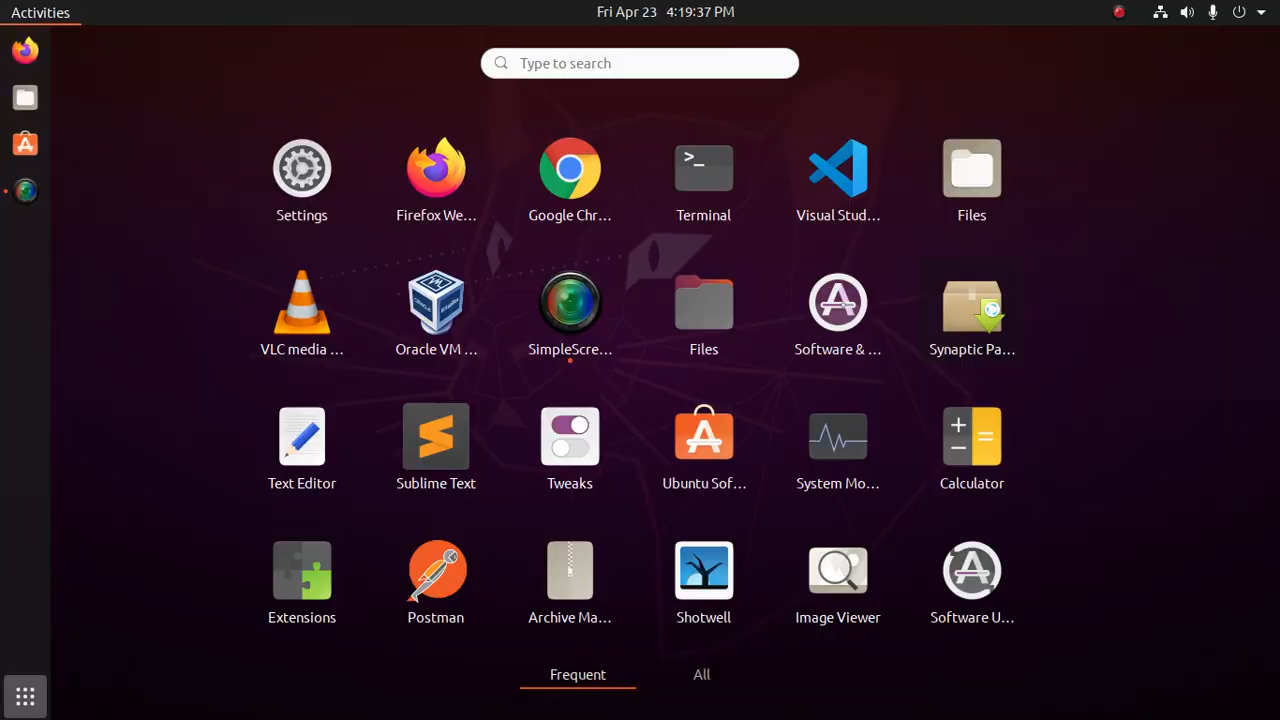 Activities
Fri Apr 23 4:19:37 PM
Type to search
Settings
Firefox We...
Google Chr...
Terminal
Visual Stud...
Files
VLC media ...
Oracle VM ...
SimpleScre...
Files
Software & ...
Synaptic Pa...
Text Editor
Sublime Text
Tweaks
Ubuntu Sof...
System Mo...
Calculator
Extensions
Postman
Archive Ma...
Shotwell
Image Viewer
Software U...
Frequent
All